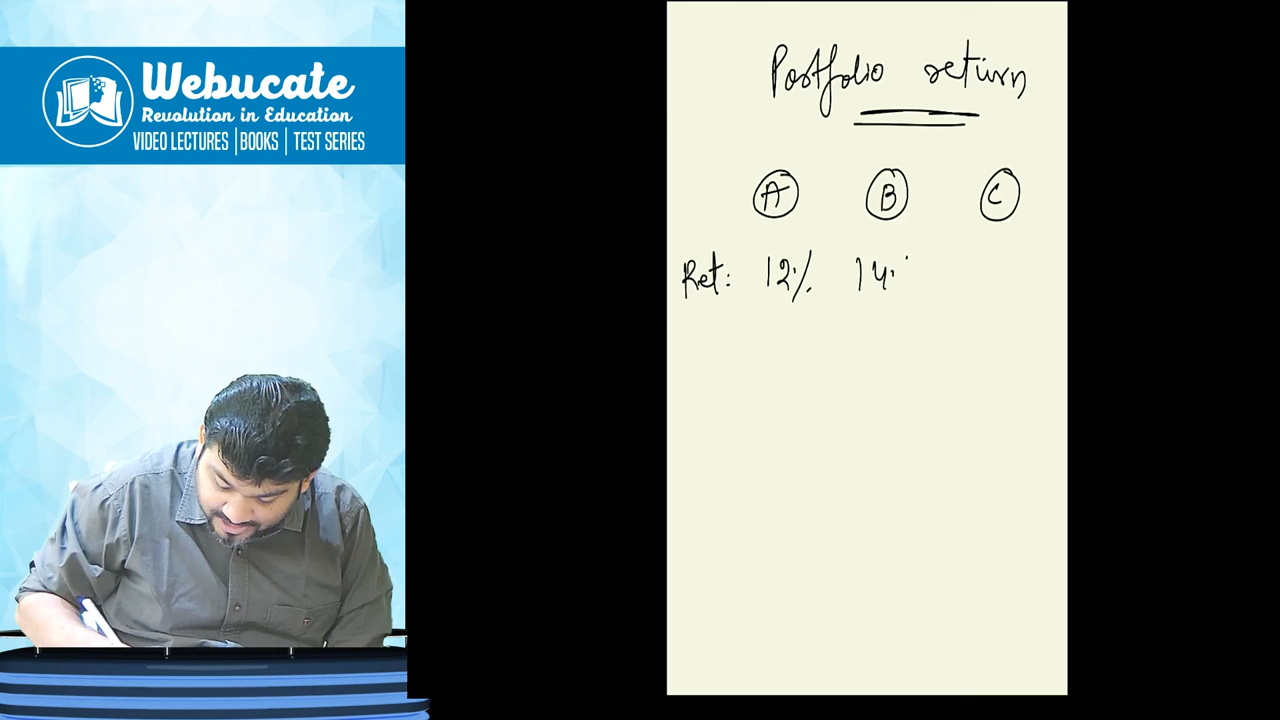 Webucate
Revolution in Education
VIDEO LECTURES | BOOKS | TEST SERIES
Portfolio return
A B C
Ret: 12% 14